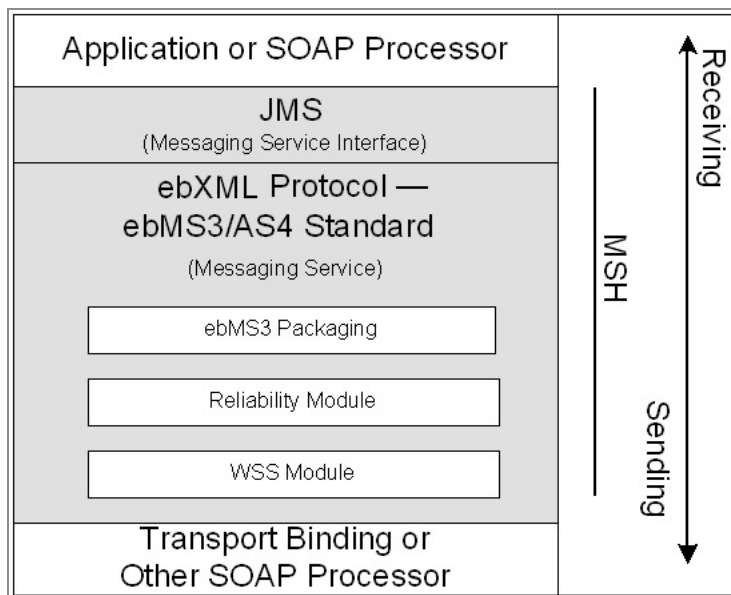 Application or SOAP Processor
JMS
(Messaging Service Interface)
ebXML Protocol —
ebMS3/AS4 Standard
(Messaging Service)
ebMS3 Packaging
Reliability Module
WSS Module
Transport Binding or
Other SOAP Processor
MSH
Receiving
Sending